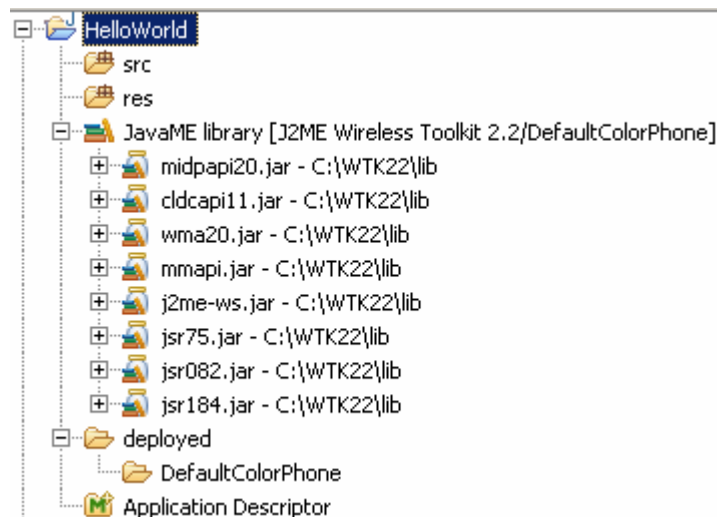 HelloWorld
src
res
JavaME library [J2ME Wireless Toolkit 2.2/DefaultColorPhone]
midpapi20.jar - C:\WTK22\lib
cldcapi11.jar - C:\WTK22\lib
wma20.jar - C:\WTK22\lib
mmapi.jar - C:\WTK22\lib
j2me-ws.jar - C:\WTK22\lib
jsr75.jar - C:\WTK22\lib
jsr082.jar - C:\WTK22\lib
jsr184.jar - C:\WTK22\lib
deployed
DefaultColorPhone
Application Descriptor